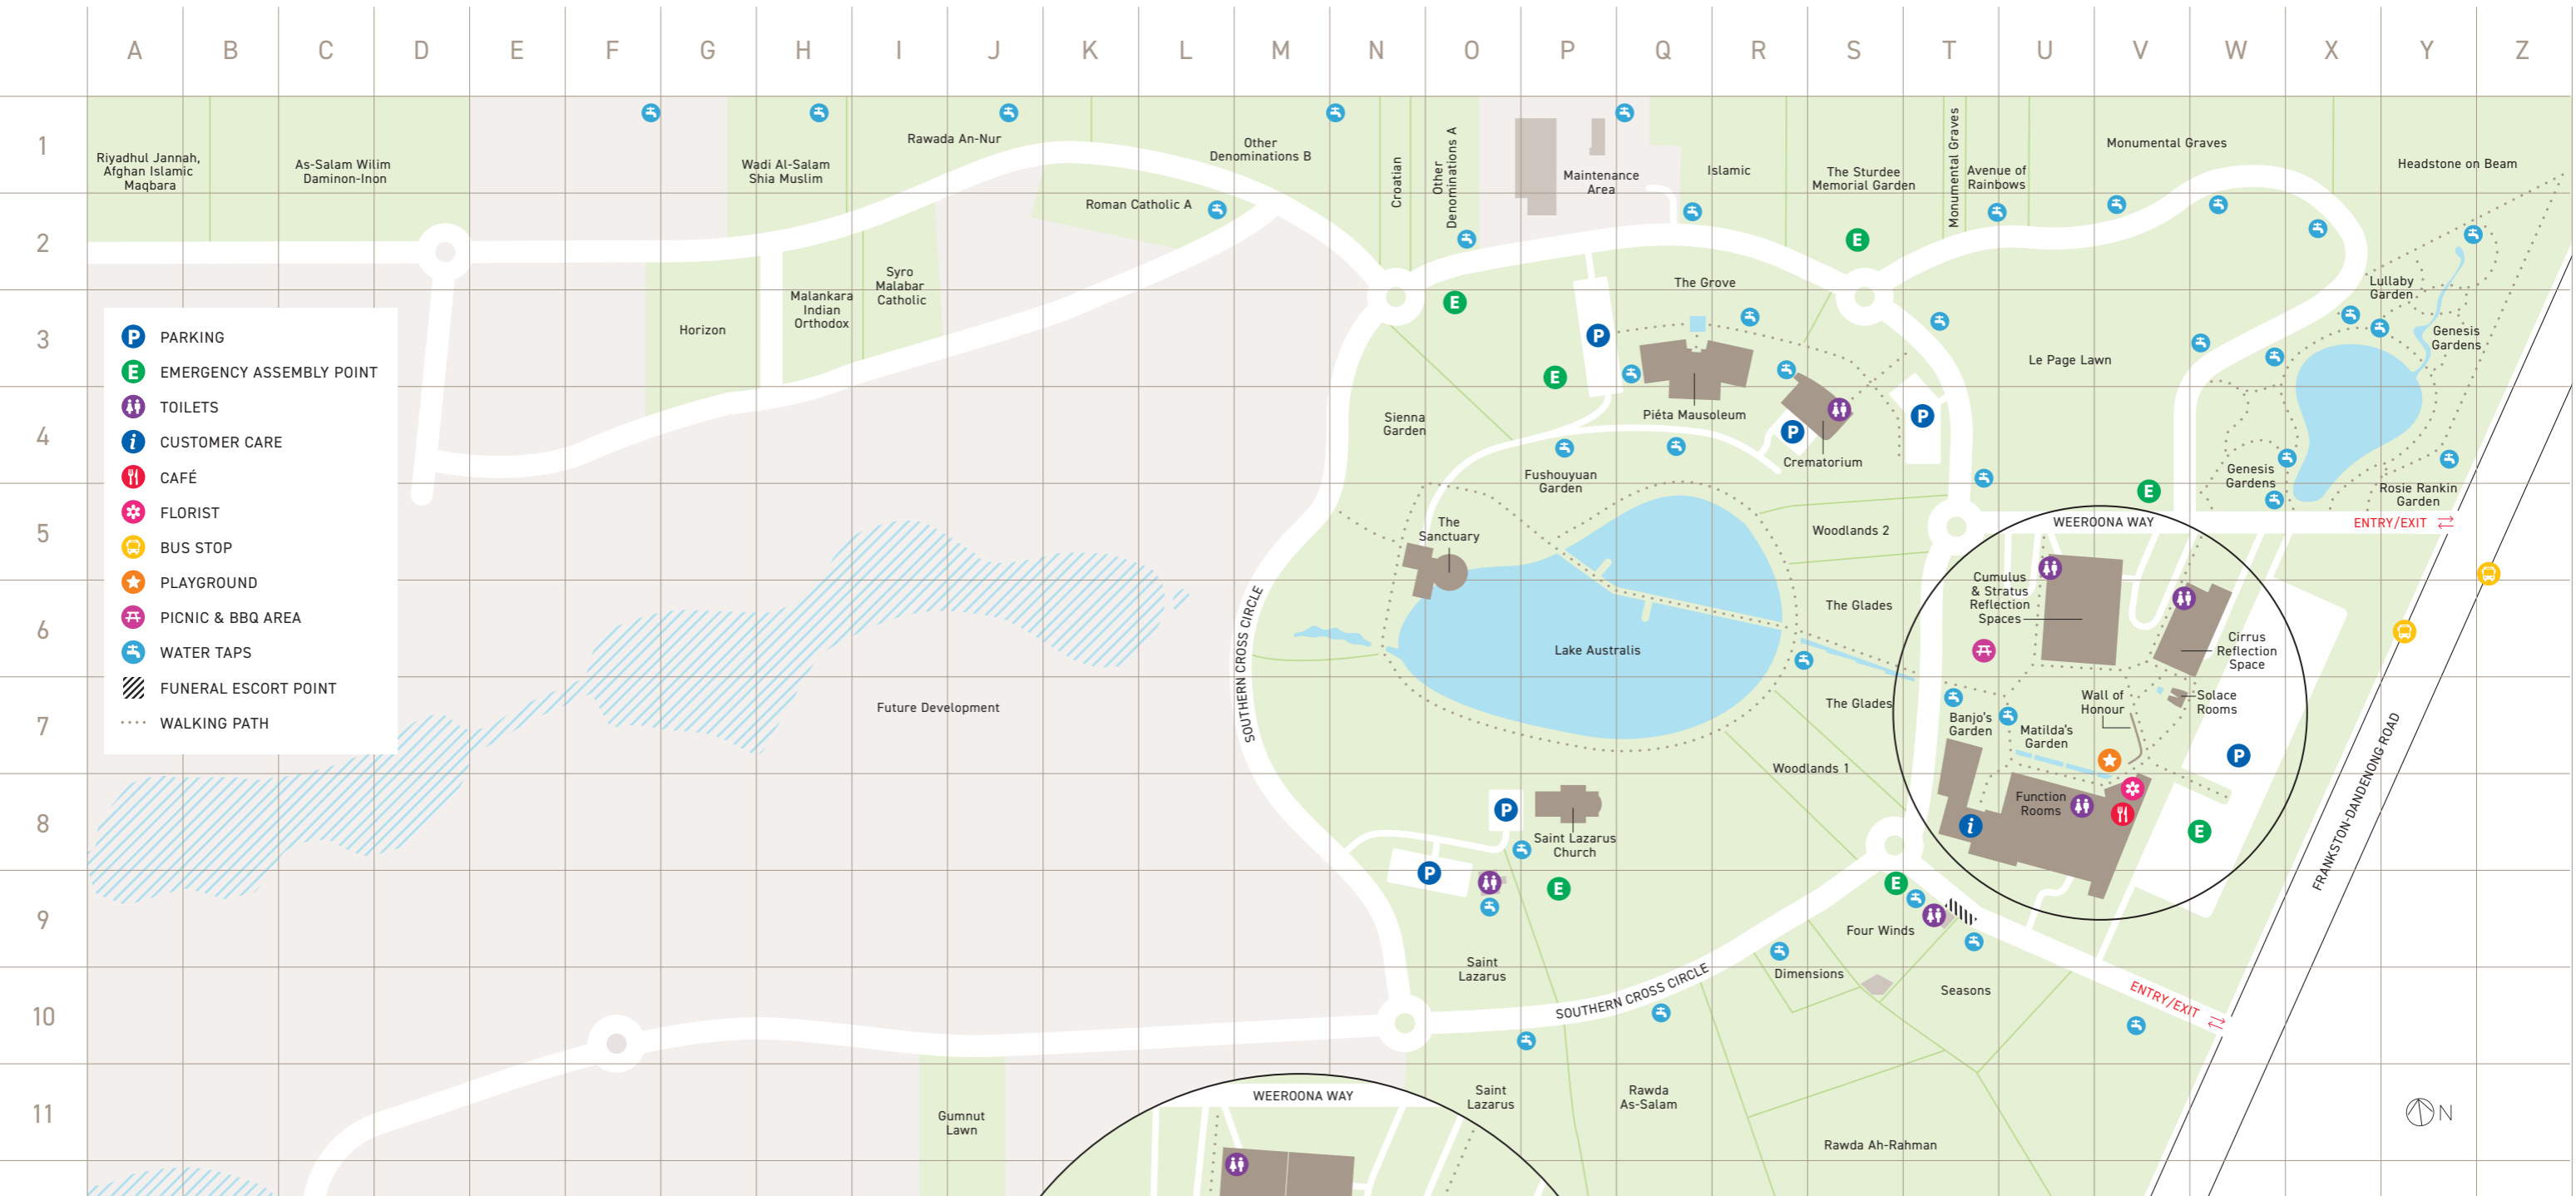 A B C D E F G H I J K L M N O P Q R S T U V W X Y Z
1
2
3
4
5
6
7
8
9
10
11
Riyadhul Jannah,
Afghan Islamic
Maqbara
As-Salam Wilim
Daminon-Inon
Wadi Al-Salam
Shia Muslim
Rawada An-Nur
Other
Denominations B
Croatian
Other
Denominations A
Maintenance
Area
Islamic
The Sturdee
Memorial Garden
Monumental Graves
Avenue of
Rainbows
Monumental Graves
Headstone on Beam
Roman Catholic A
Syro
Malabar
Catholic
Malankara
Indian
Orthodox
Horizon
The Grove
Lullaby
Garden
Genesis
Gardens
Le Page Lawn
P PARKING
E EMERGENCY ASSEMBLY POINT
TOILETS
i CUSTOMER CARE
CAFÉ
FLORIST
BUS STOP
PLAYGROUND
PICNIC & BBQ AREA
WATER TAPS
FUNERAL ESCORT POINT
WALKING PATH
E
E
P
E
Sienna
Garden
Piéta Mausoleum
P
P
Crematorium
Fushouyuan
Garden
Genesis
Gardens
Rosie Rankin
Garden
E
The
Sanctuary
Woodlands 2
WEEROONA WAY
ENTRY/EXIT
Cumulus
& Stratus
Reflection
Spaces
The Glades
Cirrus
Reflection
Space
Lake Australis
SOUTHERN CROSS CIRCLE
Future Development
The Glades
Banjo's
Garden
Matilda's
Garden
Wall of
Honour
Solace
Rooms
P
FRANKSTON-DANDENONG ROAD
Woodlands 1
Function
Rooms
i
E
P
Saint Lazarus
Church
P
E
E
Four Winds
Saint
Lazarus
Dimensions
Seasons
SOUTHERN CROSS CIRCLE
ENTRY/EXIT
Gumnut
Lawn
WEEROONA WAY
Saint
Lazarus
Rawda
As-Salam
Rawda Ah-Rahman
N